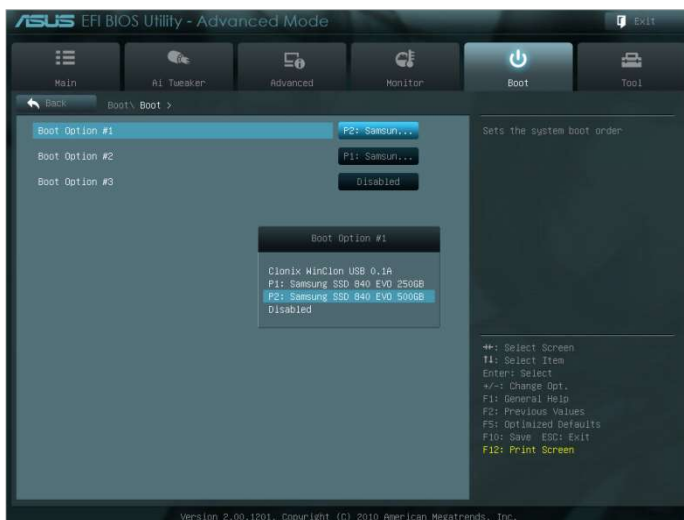 ASUS EFI BIOS Utility - Advanced Mode
Exit
Main
Ai Tweaker
Advanced
Monitor
Boot
Tool
Back
Boot\ Boot >
Boot Option #1
P2: Samsun...
Boot Option #2
P1: Samsun...
Boot Option #3
Disabled
Sets the system boot order
Boot Option #1
Clonix WinClon USB 0.1A
P1: Samsung SSD 840 EVO 250GB
P2: Samsung SSD 840 EVO 500GB
Disabled
→←: Select Screen
↑↓: Select Item
Enter: Select
+/-: Change Opt.
F1: General Help
F2: Previous Values
F5: Optimized Defaults
F10: Save ESC: Exit
F12: Print Screen
Version 2.00.1201. Copyright (C) 2010 American Megatrends, Inc.